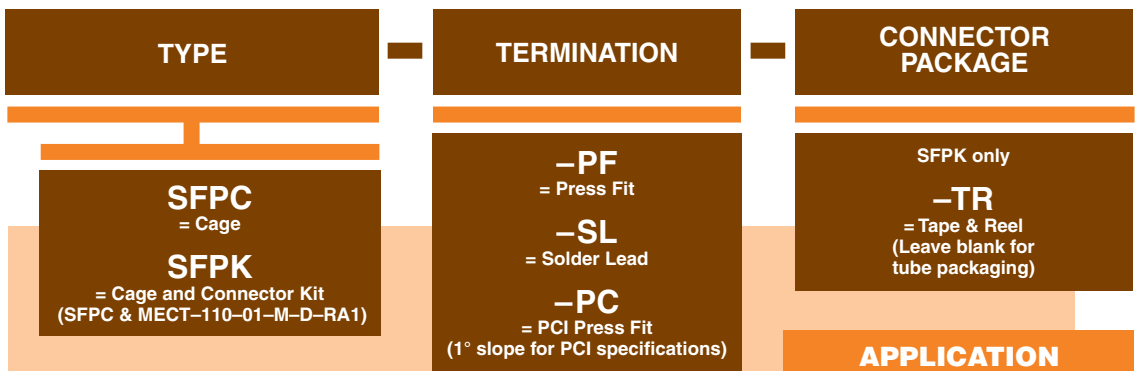 TYPE
TERMINATION
CONNECTOR
PACKAGE
SFPC
= Cage
SFPK
= Cage and Connector Kit
(SFPC & MECT–110–01–M–D–RA1)
–PF
= Press Fit
–SL
= Solder Lead
–PC
= PCI Press Fit
(1° slope for PCI specifications)
SFPK only
–TR
= Tape & Reel
(Leave blank for
tube packaging)
APPLICATION